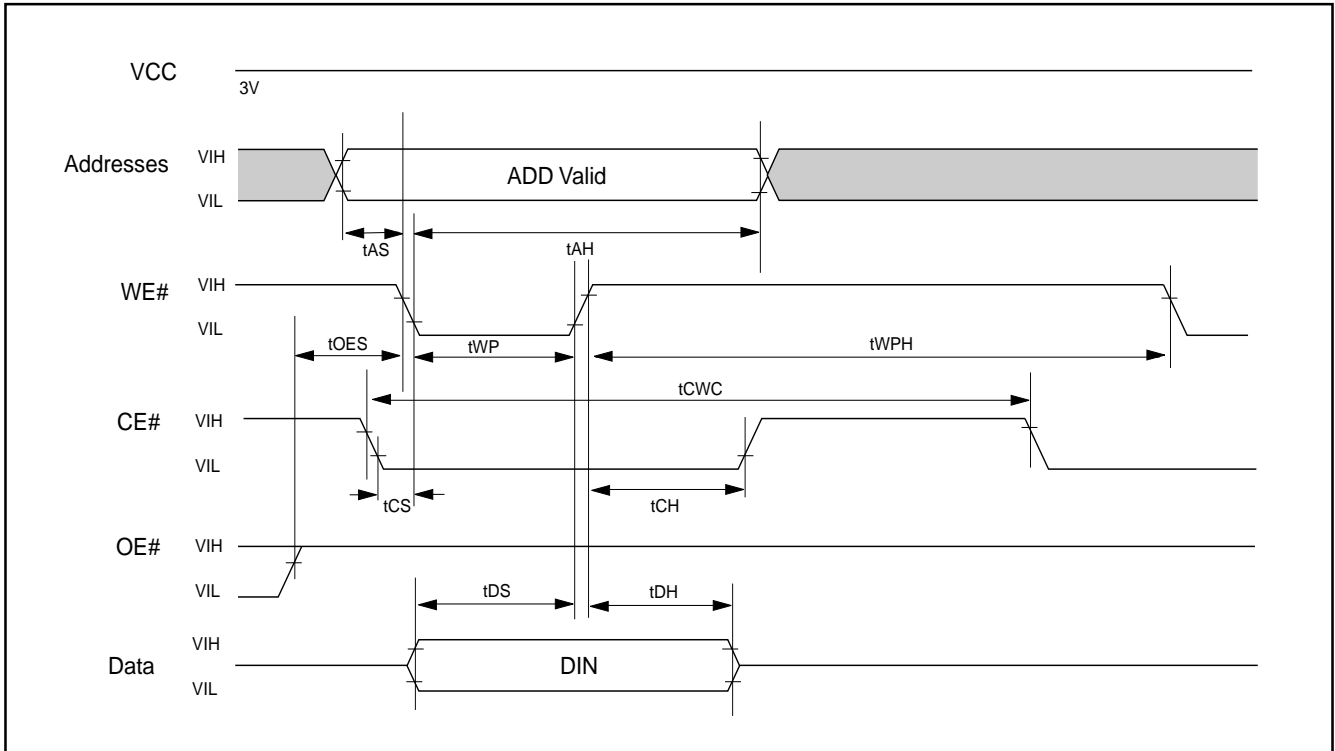 VCC
3V
Addresses
VIH
ADD Valid
VIL
tAS
tAH
WE#
VIH
VIL
tOES
tWP
tWPH
tCWC
CE#
VIH
VIL
tCS
tCH
OE#
VIH
VIL
tDS
tDH
VIH
Data
DIN
VIL